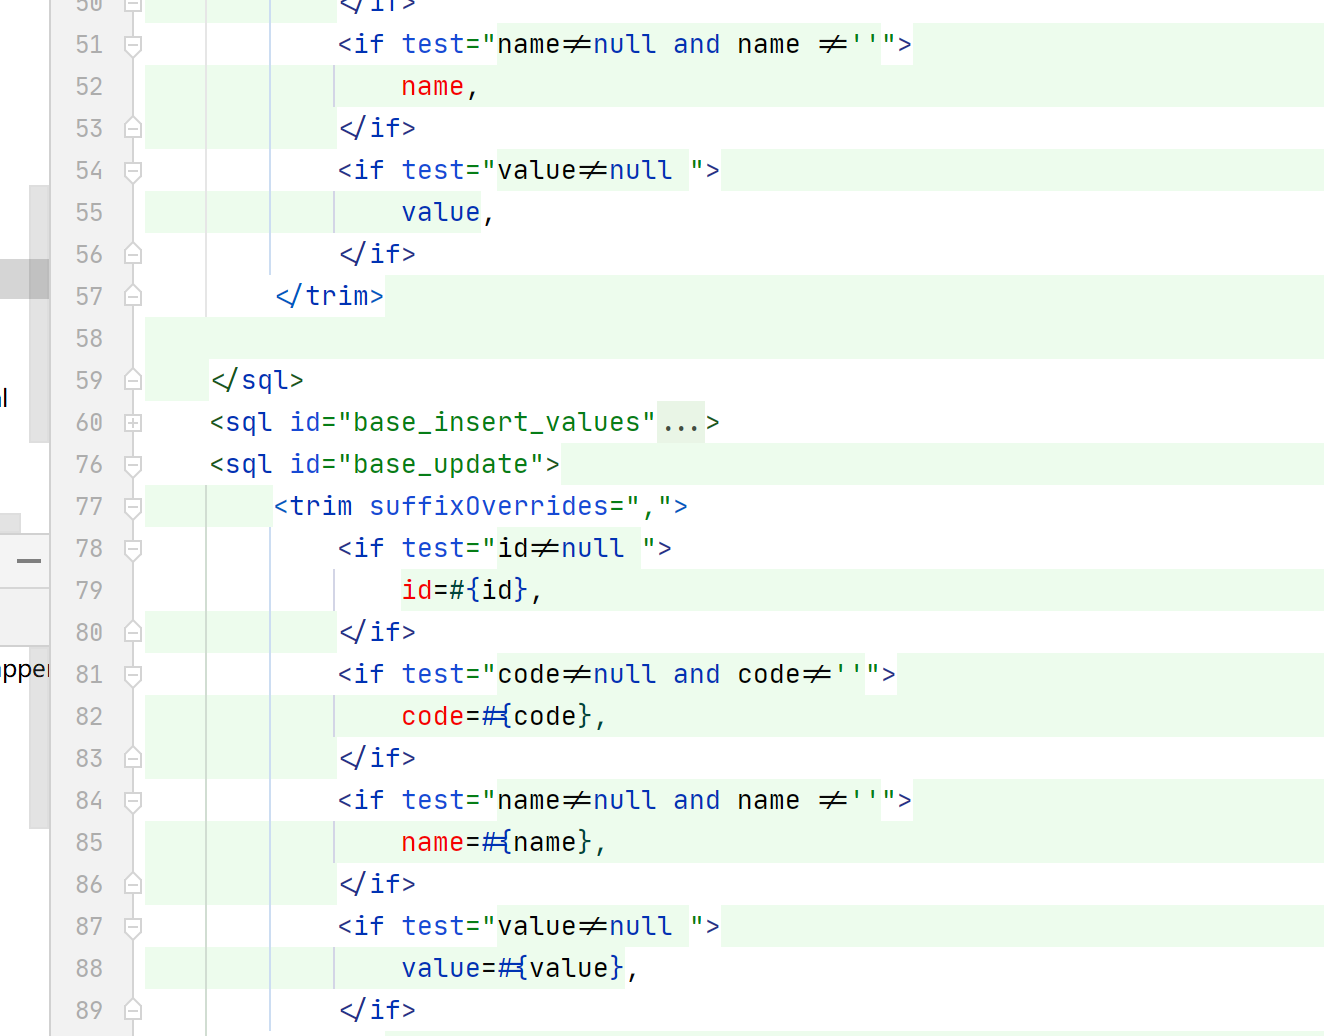 50 </if>
51 <if test="name!=null and name !=''">
52 name,
53 </if>
54 <if test="value!=null ">
55 value,
56 </if>
57 </trim>
58
59 </sql>
60 <sql id="base_insert_values"...>
76 <sql id="base_update">
77 <trim suffixOverrides=",">
78 <if test="id!=null ">
79 id=#{id},
80 </if>
81 <if test="code!=null and code!=''">
82 code=#{code},
83 </if>
84 <if test="name!=null and name !=''">
85 name=#{name},
86 </if>
87 <if test="value!=null ">
88 value=#{value},
89 </if>